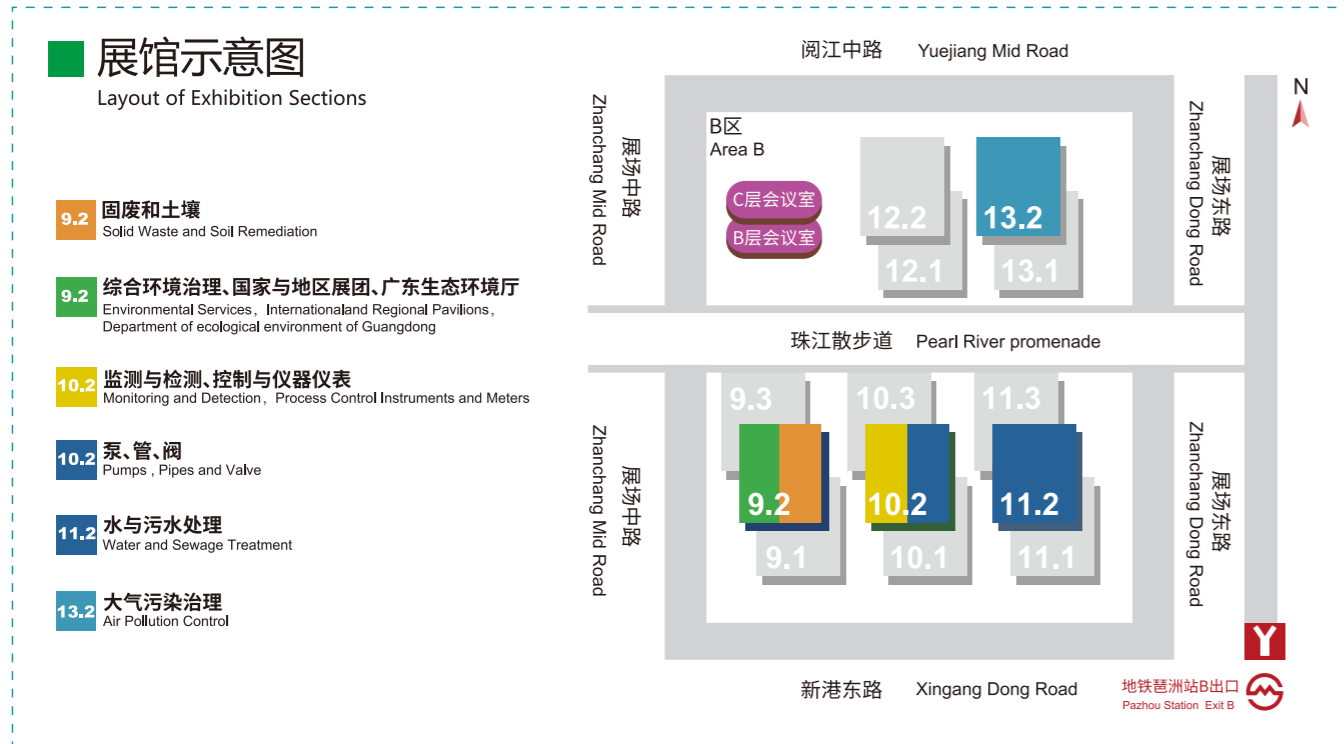 展馆示意图
Layout of Exhibition Sections
9.2
固废和土壤
Solid Waste and Soil Remediation
9.2
综合环境治理、国家与地区展团、广东生态环境厅
Environmental Services, Internationaland Regional Pavilions,
Department of ecological environment of Guangdong
10.2
监测与检测、控制与仪器仪表
Monitoring and Detection, Process Control Instruments and Meters
10.2
泵、管、阀
Pumps , Pipes and Valve
11.2
水与污水处理
Water and Sewage Treatment
13.2
大气污染治理
Air Pollution Control
阅江中路 Yuejiang Mid Road
N
展场中路
Zhanchang Mid Road
展场东路
Zhanchang Dong Road
B区
Area B
C层会议室
B层会议室
12.2
13.2
12.1
13.1
珠江散步道 Pearl River promenade
9.3
10.3
11.3
展场中路
Zhanchang Mid Road
展场东路
Zhanchang Dong Road
9.2
10.2
11.2
9.1
10.1
11.1
Y
新港东路 Xingang Dong Road
地铁琶洲站B出口
Pazhou Station Exit B